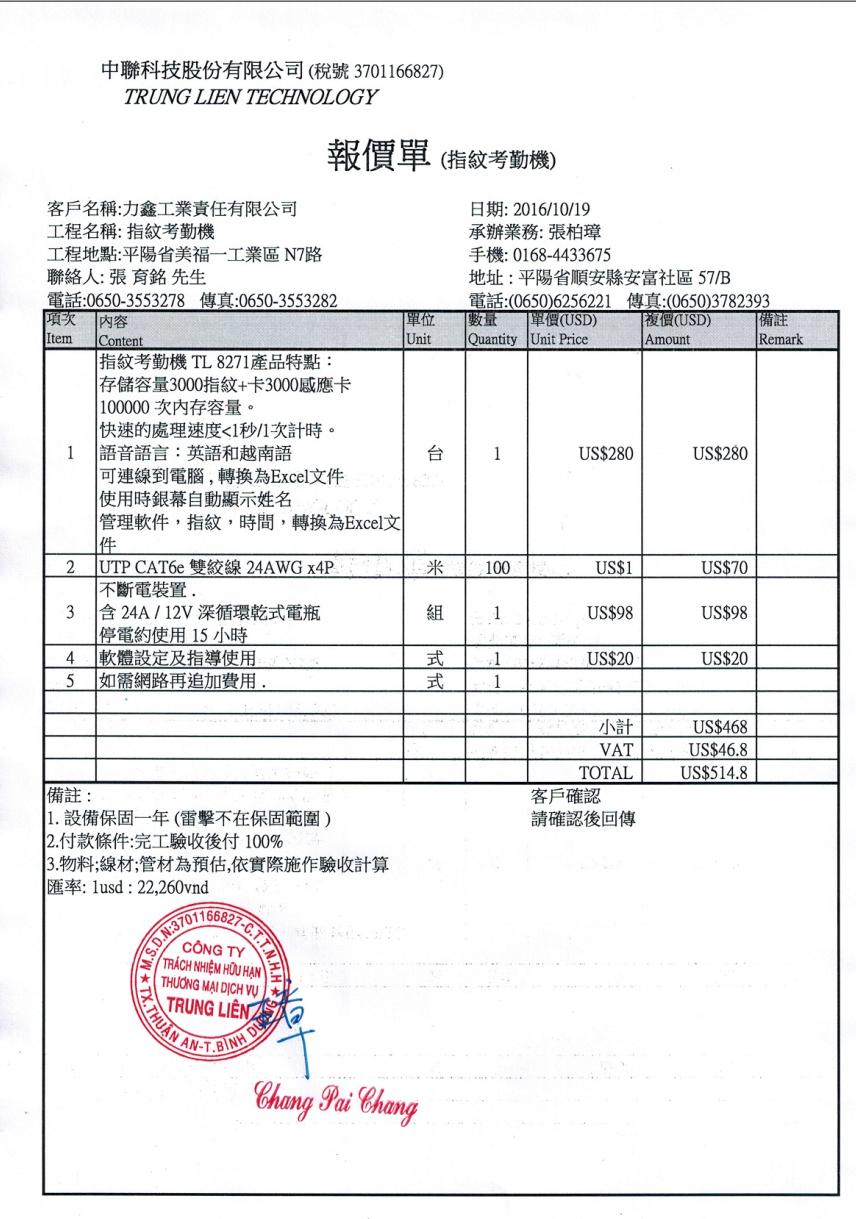 中聯科技股份有限公司 (稅號 3701166827)
TRUNG LIEN TECHNOLOGY
報價單 (指紋考勤機)
客戶名稱:力鑫工業責任有限公司
工程名稱: 指紋考勤機
工程地點:平陽省美福一工業區 N7路
聯絡人: 張 育銘 先生
電話:0650-3553278 傳真:0650-3553282
日期: 2016/10/19
承辦業務: 張柏璋
手機: 0168-4433675
地址 : 平陽省順安縣安富社區 57/B
電話:(0650)6256221 傳真:(0650)3782393
項次 內容 單位 數量 單價(USD) 複價(USD) 備註
Item Content Unit Quantity Unit Price Amount Remark
指紋考勤機 TL 8271產品特點：
存儲容量3000指紋+卡3000感應卡
100000 次內存容量。
快速的處理速度<1秒/1次計時。
1 語音語言：英語和越南語 台 1 US$280 US$280
可連線到電腦 , 轉換為Excel文件
使用時銀幕自動顯示姓名
管理軟件，指紋，時間，轉換為Excel文
件
2 UTP CAT6e 雙絞線 24AWG x4P 米 100 US$1 US$70
不斷電裝置 .
3 含 24A / 12V 深循環乾式電瓶 組 1 US$98 US$98
停電約使用 15 小時
4 軟體設定及指導使用 式 1 US$20 US$20
5 如需網路再追加費用 . 式 1
小計 US$468
VAT US$46.8
TOTAL US$514.8
備註 :
1. 設備保固一年 (雷擊不在保固範圍 )
2.付款條件:完工驗收後付 100%
3.物料;線材;管材為預估,依實際施作驗收計算
匯率: 1usd : 22,260vnd
客戶確認
請確認後回傳
M.S.D.N:3701166827-C.T.T.N.H.H
CÔNG TY
TRÁCH NHIỆM HỮU HẠN
THƯƠNG MẠI DỊCH VỤ
TRUNG LIÊN
TX.THUẬN AN-T.BÌNH DƯƠNG
Chang Pai Chang